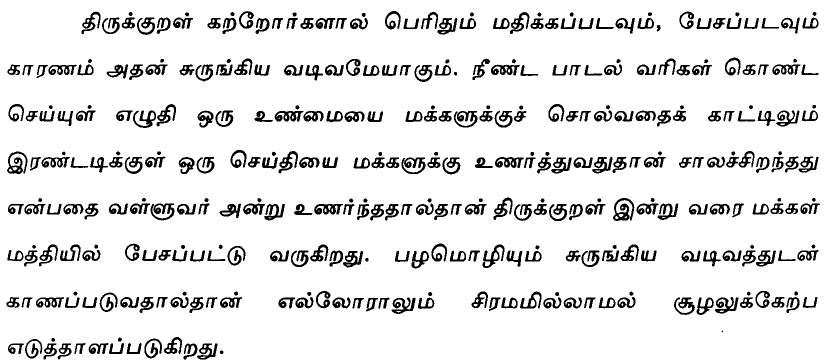 திருக்குறள் கற்றோர்களால் பெரிதும் மதிக்கப்படவும், பேசப்படவும்
காரணம் அதன் சுருங்கிய வடிவமேயாகும். நீண்ட பாடல் வரிகள் கொண்ட
செய்யுள் எழுதி ஒரு உண்மையை மக்களுக்குச் சொல்வதைக் காட்டிலும்
இரண்டடிக்குள் ஒரு செய்தியை மக்களுக்கு உணர்த்துவதுதான் சாலச்சிறந்தது
என்பதை வள்ளுவர் அன்று உணர்ந்ததால்தான் திருக்குறள் இன்று வரை மக்கள்
மத்தியில் பேசப்பட்டு வருகிறது. பழமொழியும் சுருங்கிய வடிவத்துடன்
காணப்படுவதால்தான் எல்லோராலும் சிரமமில்லாமல் சூழலுக்கேற்ப
எடுத்தாளப்படுகிறது.